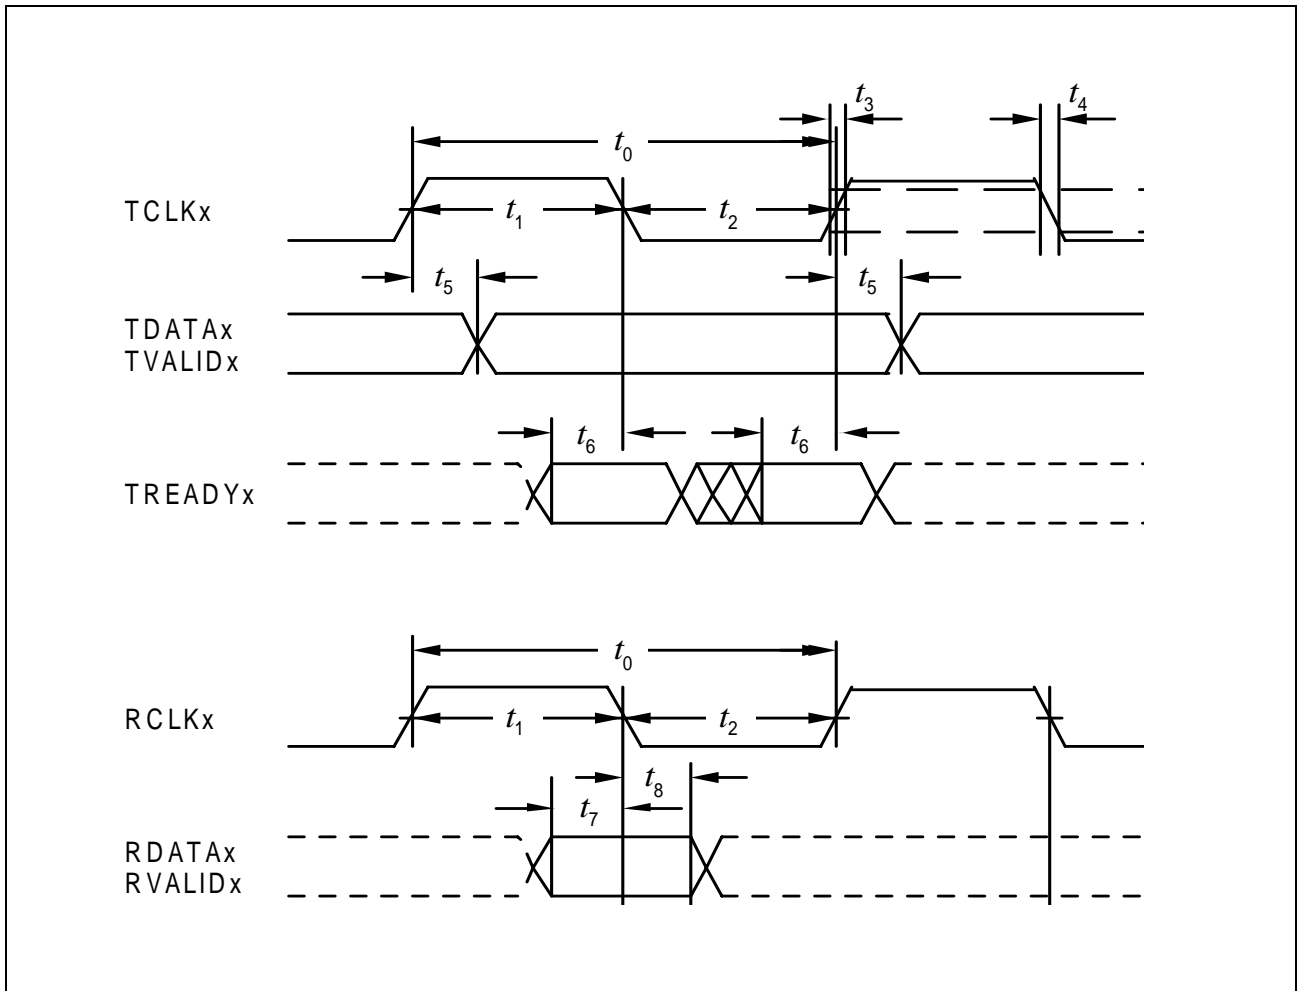 t3
t4
t0
TCLKx
t1
t2
t5
t5
TDATAx
TVALIDx
t6
t6
TREADYx
t0
RCLKx
t1
t2
t8
t7
RDATAx
RVALIDx